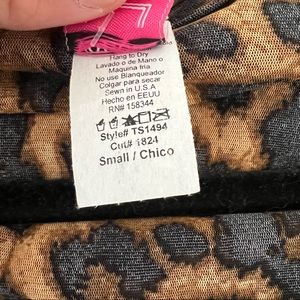 Hang to Dry
Lavado o de Mano o
Maquina fria
No use Blanqueador
Colgar para secar
Sewn in U.S.A
Hecho en EEUU
RN# 158344
Style# TS1494
Cut# 1824
Small / Chico